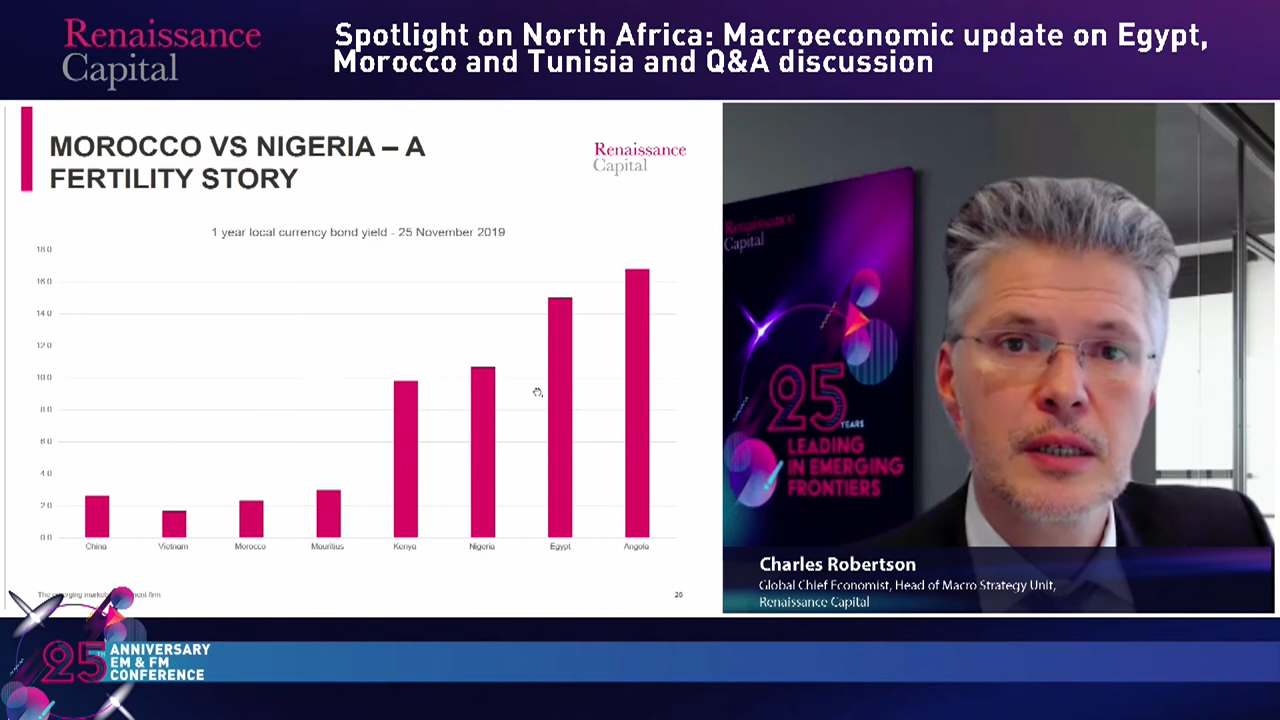 Renaissance
Capital
Spotlight on North Africa: Macroeconomic update on Egypt,
Morocco and Tunisia and Q&A discussion
MOROCCO VS NIGERIA – A
FERTILITY STORY
Renaissance
Capital
1 year local currency bond yield - 25 November 2019
18.0
16.0
14.0
12.0
10.0
8.0
6.0
4.0
2.0
0.0
China
Vietnam
Morocco
Mauritius
Kenya
Nigeria
Egypt
Angola
26
Renaissance
Capital
25
YEARS
LEADING
IN EMERGING
FRONTIERS
Charles Robertson
Global Chief Economist, Head of Macro Strategy Unit,
Renaissance Capital
25TH
ANNIVERSARY
EM & FM
CONFERENCE